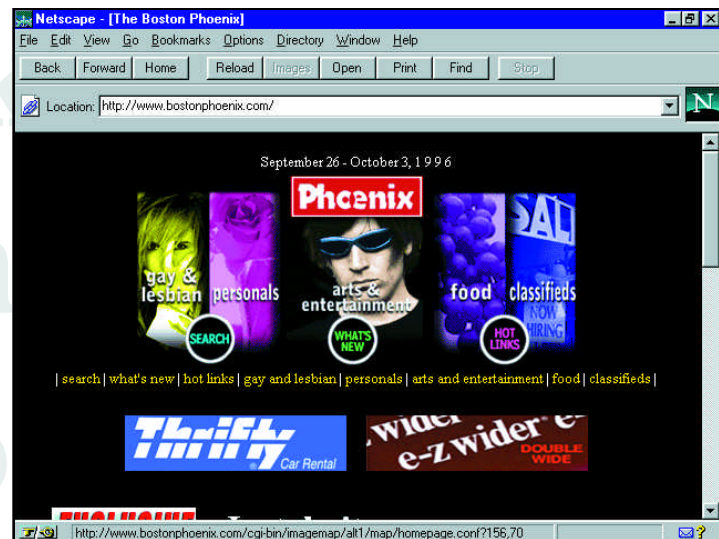 Netscape - [The Boston Phoenix]
File Edit View Go Bookmarks Options Directory Window Help
Back Forward Home Reload Images Open Print Find Stop
Location: http://www.bostonphoenix.com/
N
September 26 - October 3, 1996
Phœnix
SALE
gay & lesbian
personals
arts & entertainment
food
classifieds
NOW HIRING
SEARCH
WHAT'S NEW
HOT LINKS
| search | what's new | hot links | gay and lesbian | personals | arts and entertainment | food | classifieds |
Thrifty
Car Rental
wider e-z
e-z wider®
DOUBLE WIDE
http://www.bostonphoenix.com/cgi-bin/imagemap/alt1/map/homepage.conf?156,70